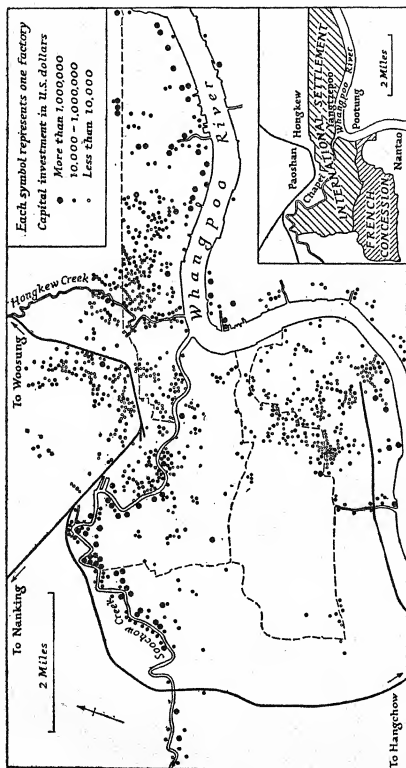 Each symbol represents one factory
Capital investment in U.S. dollars
More than 1,000,000
10,000 – 1,000,000
Less than 10,000
To Nanking
To Woosung
Hongkew Creek
2 Miles
Soochow
Creek
Whangpoo River
To Hangchow
Paoshan
Hongkew
Chapei
INTERNATIONAL SETTLEMENT
Yangtzepoo
Whangpoo River
Pootung
FRENCH
CONCESSION
Nantao
2 Miles